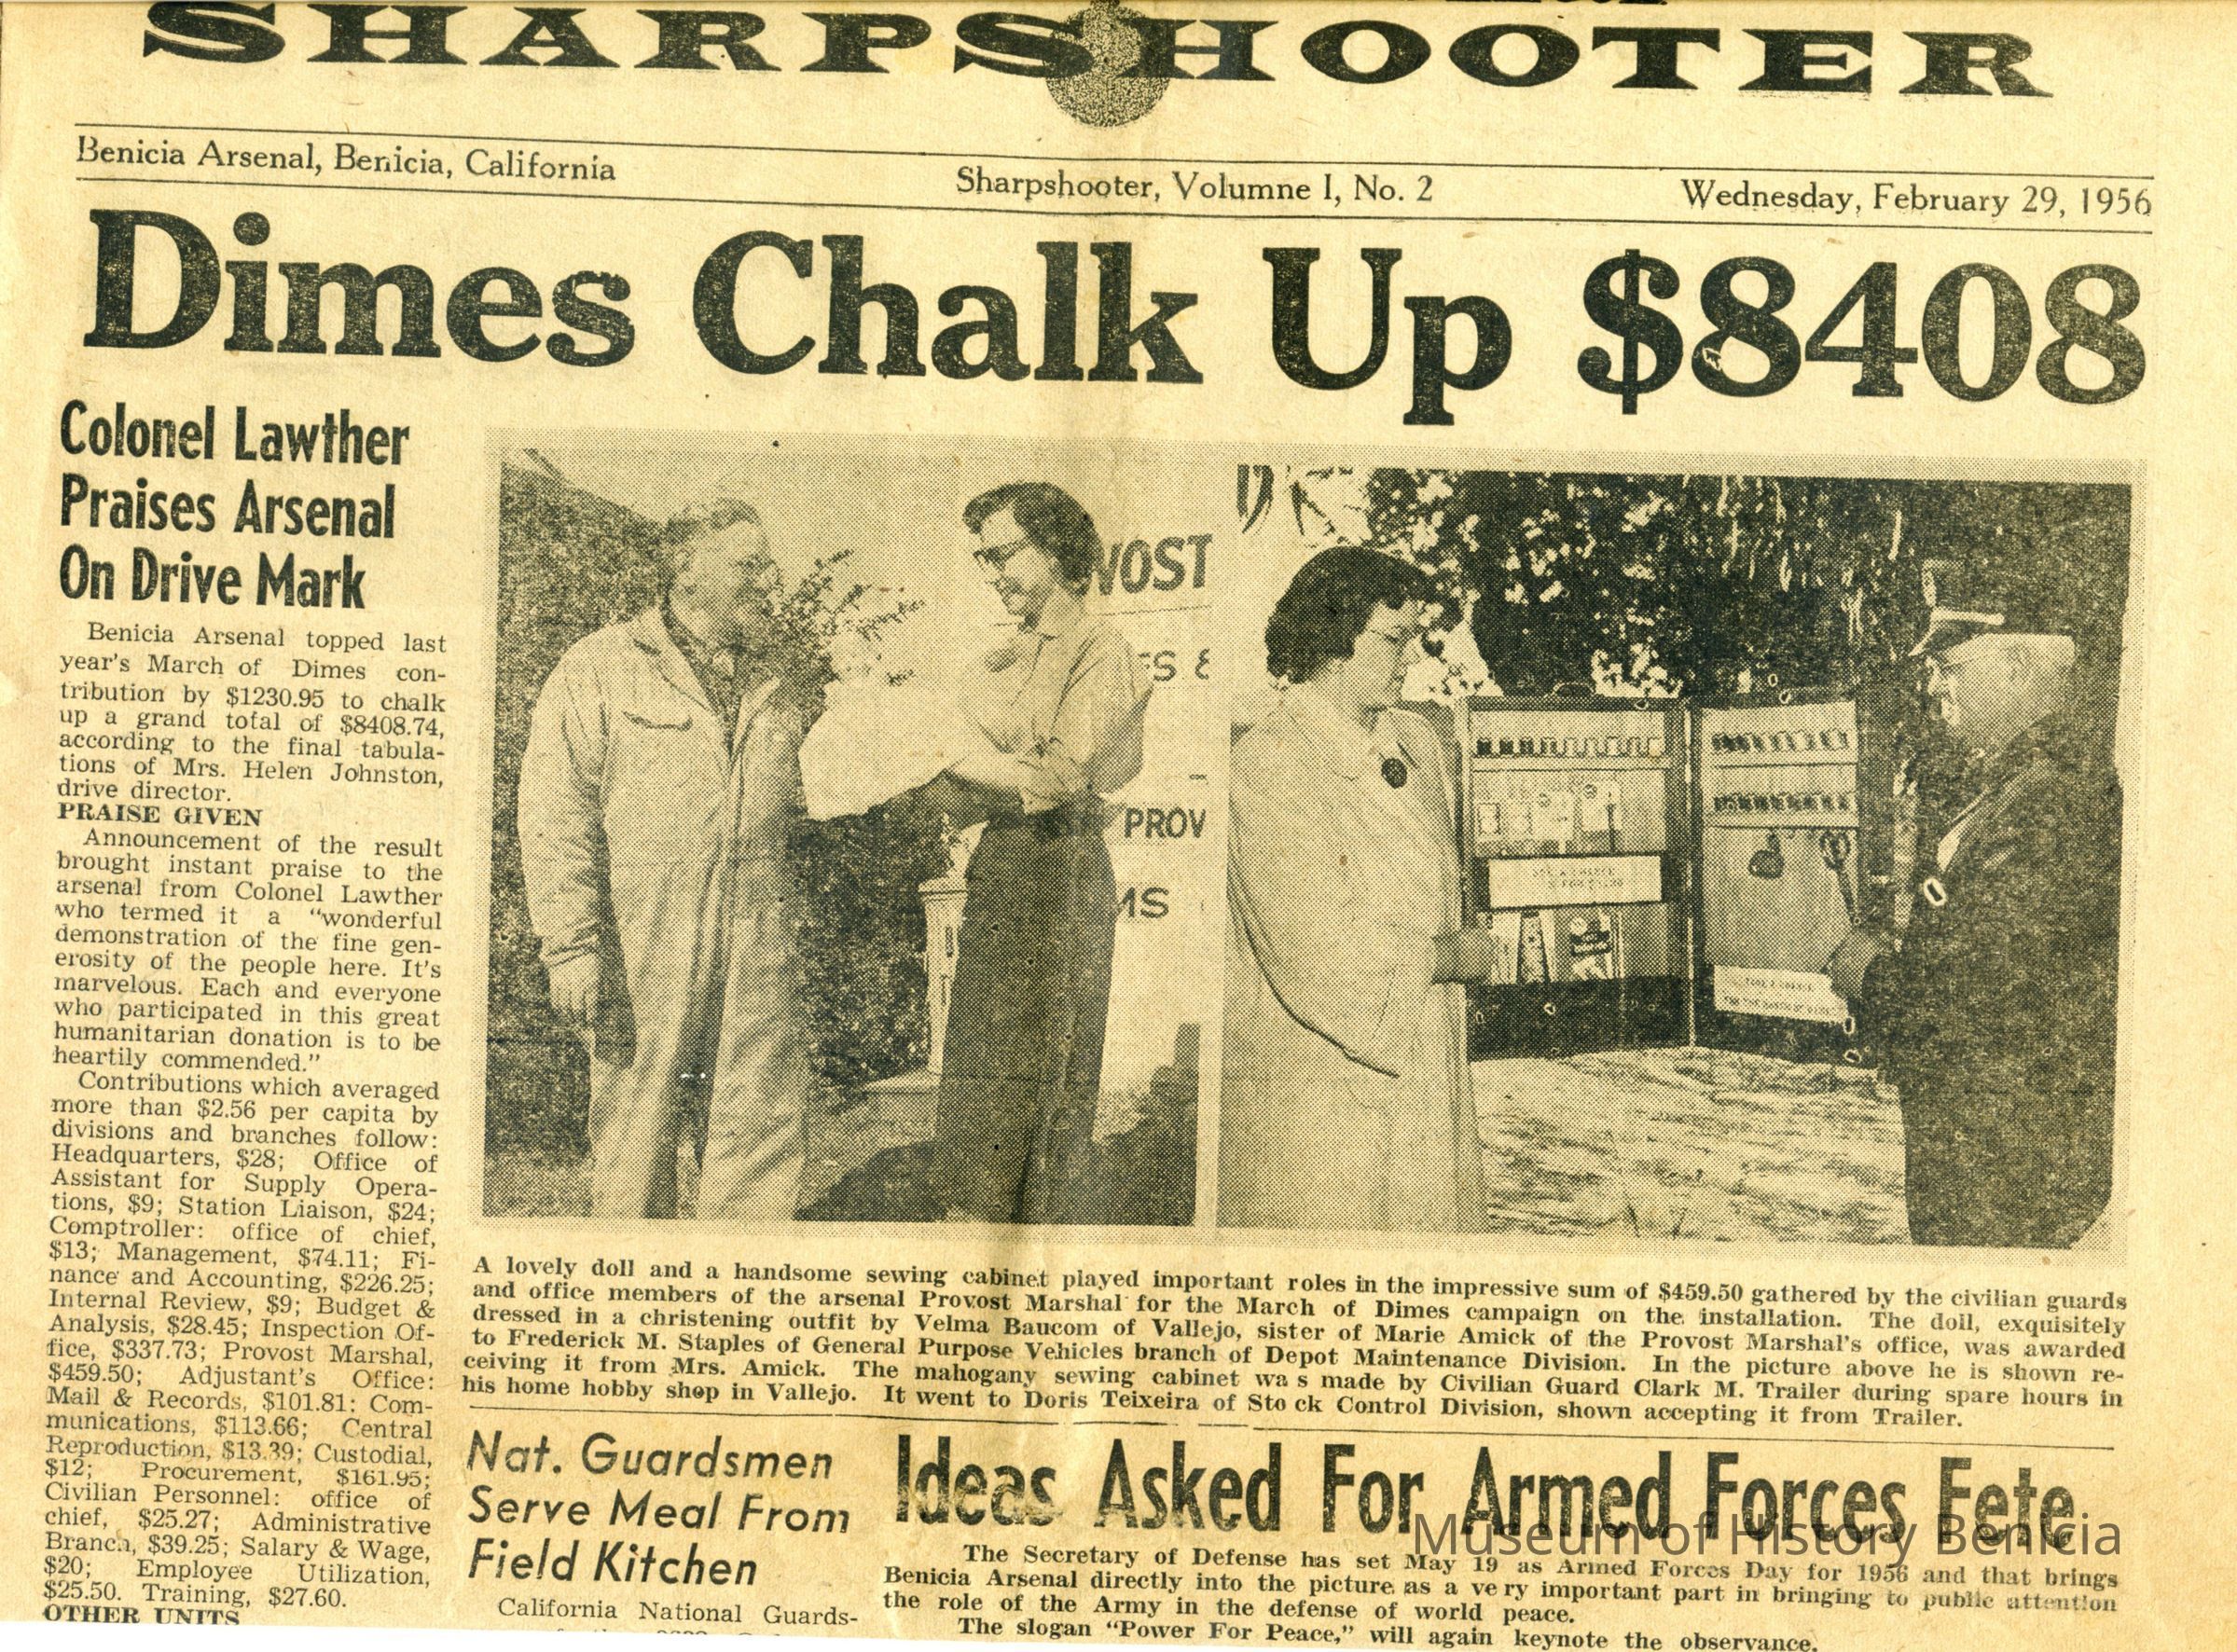 SHARPSHOOTER
Benicia Arsenal, Benicia, California
Sharpshooter, Volumne I, No. 2
Wednesday, February 29, 1956
Dimes Chalk Up $8408
Colonel Lawther
Praises Arsenal
On Drive Mark
Benicia Arsenal topped last
year's March of Dimes con-
tribution by $1230.95 to chalk
up a grand total of $8408.74,
according to the final tabula-
tions of Mrs. Helen Johnston,
drive director.
PRAISE GIVEN
Announcement of the result
brought instant praise to the
arsenal from Colonel Lawther
who termed it a "wonderful
demonstration of the fine gen-
erosity of the people here. It's
marvelous. Each and everyone
who participated in this great
humanitarian donation is to be
heartily commended."
Contributions which averaged
more than $2.56 per capita by
divisions and branches follow:
Headquarters, $28; Office of
Assistant for Supply Opera-
tions, $9; Station Liaison, $24;
Comptroller: office of chief,
$13; Management, $74.11; Fi-
nance and Accounting, $226.25;
Internal Review, $9; Budget &
Analysis, $28.45; Inspection Of-
fice, $337.73; Provost Marshal,
$459.50; Adjustant's Office:
Mail & Records, $101.81; Com-
munications, $113.66; Central
Reproduction, $13.39; Custodial,
$12; Procurement, $161.95;
Civilian Personnel: office of
chief, $25.27; Administrative
Branch, $39.25; Salary & Wage,
$20; Employee Utilization,
$25.50. Training, $27.60.
OTHER UNITS
VOST
ES &
PROV
MS
A lovely doll and a handsome sewing cabinet played important roles in the impressive sum of $459.50 gathered by the civilian guards
and office members of the arsenal Provost Marshal for the March of Dimes campaign on the installation. The doil, exquisitely
dressed in a christening outfit by Velma Baucom of Vallejo, sister of Marie Amick of the Provost Marshal's office, was awarded
to Frederick M. Staples of General Purpose Vehicles branch of Depot Maintenance Division. In the picture above he is shown re-
ceiving it from Mrs. Amick. The mahogany sewing cabinet wa s made by Civilian Guard Clark M. Trailer during spare hours in
his home hobby shop in Vallejo. It went to Doris Teixeira of Sto ck Control Division, shown accepting it from Trailer.
Nat. Guardsmen
Serve Meal From
Field Kitchen
California National Guards-
Ideas Asked For Armed Forces Fete
The Secretary of Defense has set May 19 as Armed Forces Day for 1956 and that brings
Benicia Arsenal directly into the picture as a ve ry important part in bringing to public attention
the role of the Army in the defense of world peace.
The slogan "Power For Peace," will again keynote the observance.
Museum of History Benicia